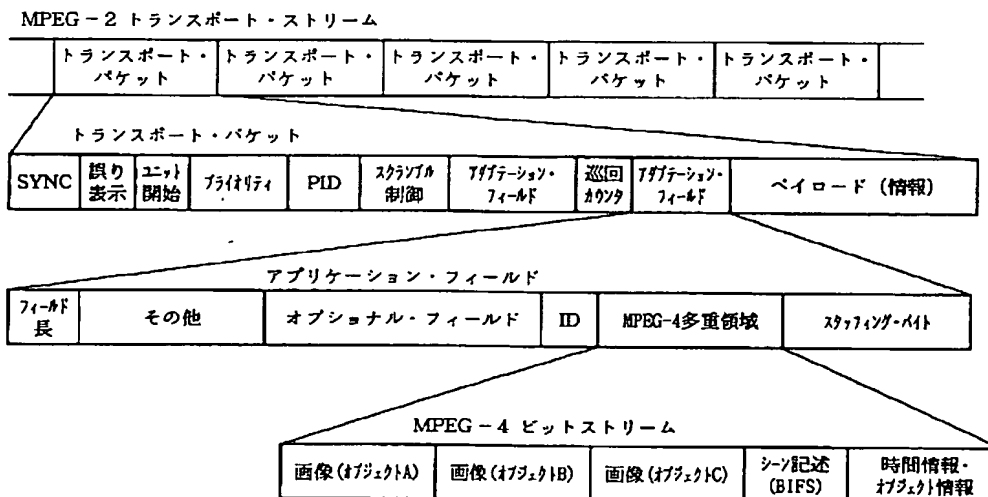 MPEG－2 トランスポート・ストリーム
トランスポート・
パケット
トランスポート・
パケット
トランスポート・
パケット
トランスポート・
パケット
トランスポート・
パケット
トランスポート・パケット
SYNC
誤り
表示
ユニット
開始
プライオリティ
PID
スクランブル
制御
アダプテーション・
フィールド
巡回
カウンタ
アダプテーション・
フィールド
ペイロード (情報)
アプリケーション・フィールド
フィールド
長
その他
オプショナル・フィールド
ID
MPEG-4多重領域
スタッフィング・バイト
MPEG－4 ビットストリーム
画像(オブジェクトA)
画像(オブジェクトB)
画像(オブジェクトC)
シーン記述
(BIFS)
時間情報・
オブジェクト情報